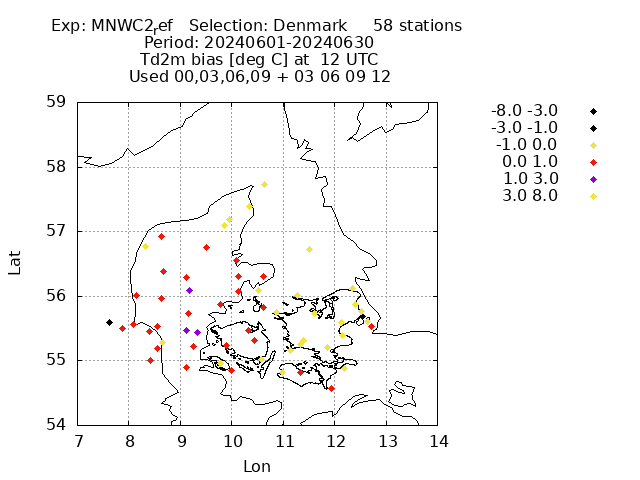 Exp: MNWC2ref   Selection: Denmark     58 stations
Period: 20240601-20240630
Td2m bias [deg C] at  12 UTC
Used 00,03,06,09 + 03 06 09 12
-8.0 -3.0
-3.0 -1.0
-1.0 0.0
0.0 1.0
1.0 3.0
3.0 8.0
59
58
57
56
55
54
Lat
7 8 9 10 11 12 13 14
Lon